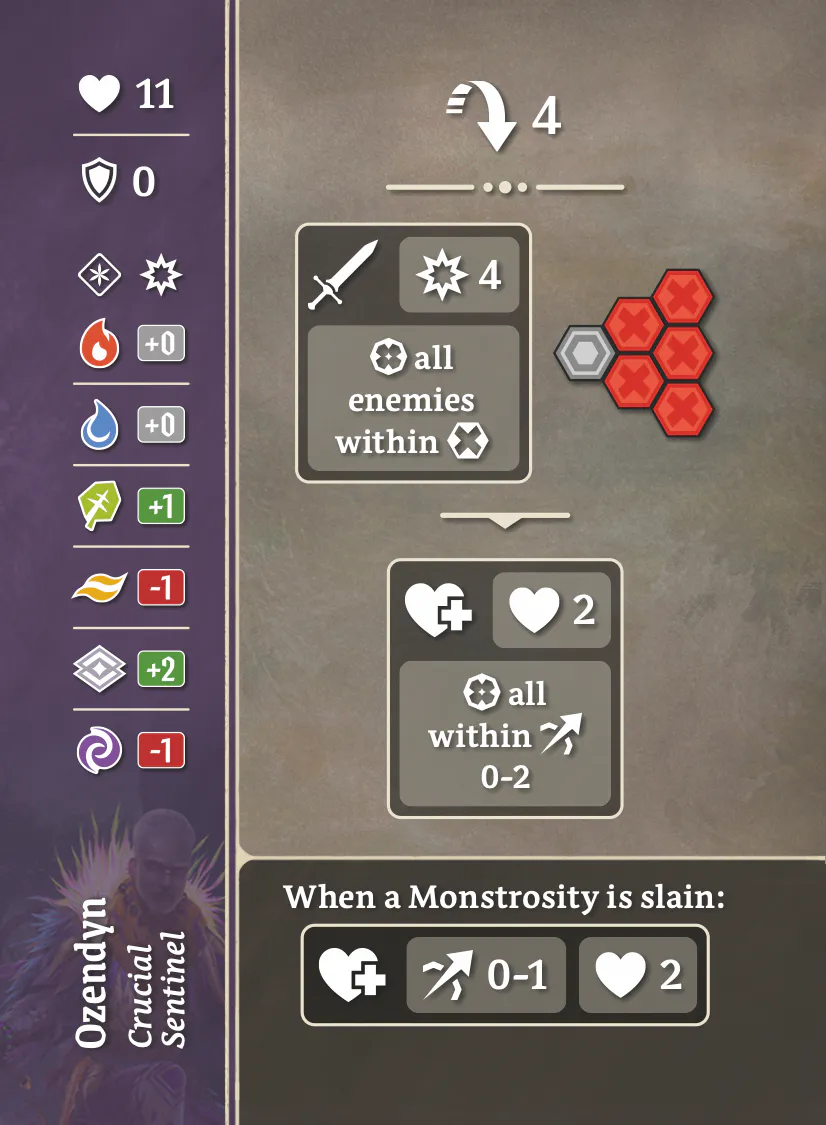 11
0
+0
+0
+1
-1
+2
-1
Ozendyn
Crucial
Sentinel
4
4
all
enemies
within
2
all
within
0-2
When a Monstrosity is slain:
0-1 2